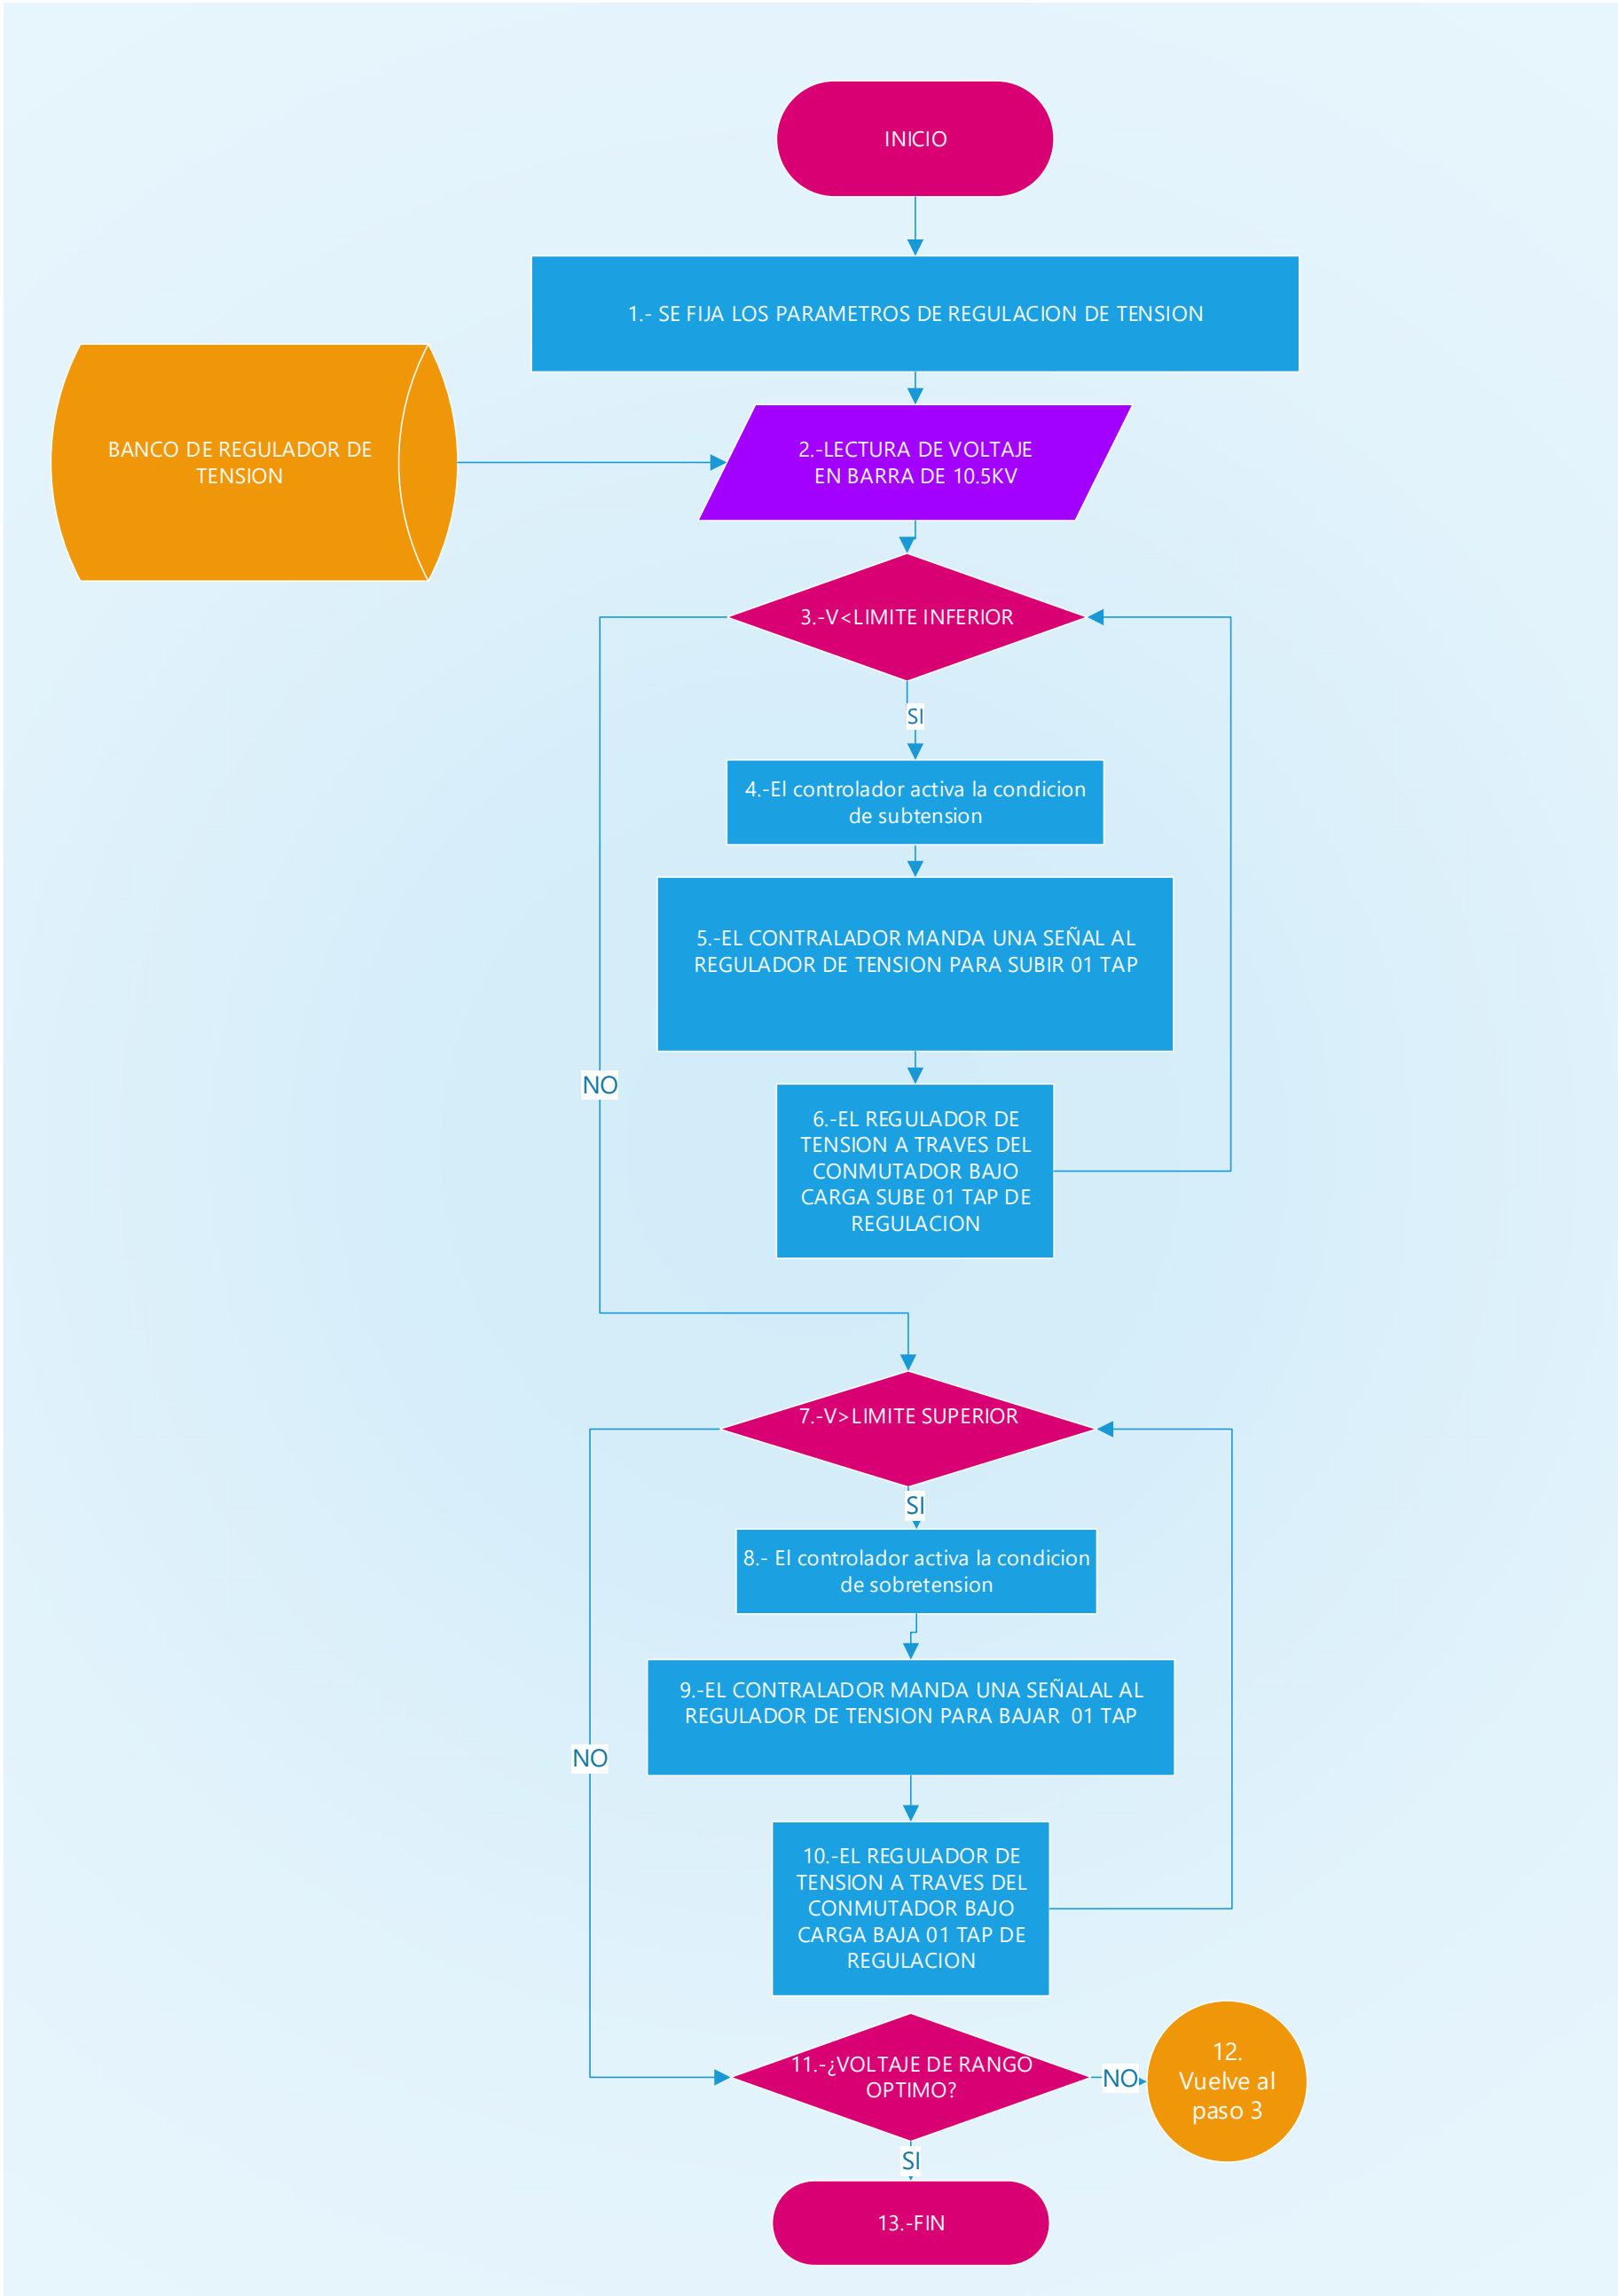 INICIO
1.- SE FIJA LOS PARAMETROS DE REGULACION DE TENSION
BANCO DE REGULADOR DE
TENSION
2.-LECTURA DE VOLTAJE
EN BARRA DE 10.5KV
3.-V<LIMITE INFERIOR
SI
4.-El controlador activa la condicion
de subtension
5.-EL CONTRALADOR MANDA UNA SEÑAL AL
REGULADOR DE TENSION PARA SUBIR 01 TAP
NO
6.-EL REGULADOR DE
TENSION A TRAVES DEL
CONMUTADOR BAJO
CARGA SUBE 01 TAP DE
REGULACION
7.-V>LIMITE SUPERIOR
SI
8.- El controlador activa la condicion
de sobretension
9.-EL CONTRALADOR MANDA UNA SEÑALAL AL
REGULADOR DE TENSION PARA BAJAR  01 TAP
NO
10.-EL REGULADOR DE
TENSION A TRAVES DEL
CONMUTADOR BAJO
CARGA BAJA 01 TAP DE
REGULACION
11.-¿VOLTAJE DE RANGO
OPTIMO?
NO
12.
Vuelve al
paso 3
SI
13.-FIN